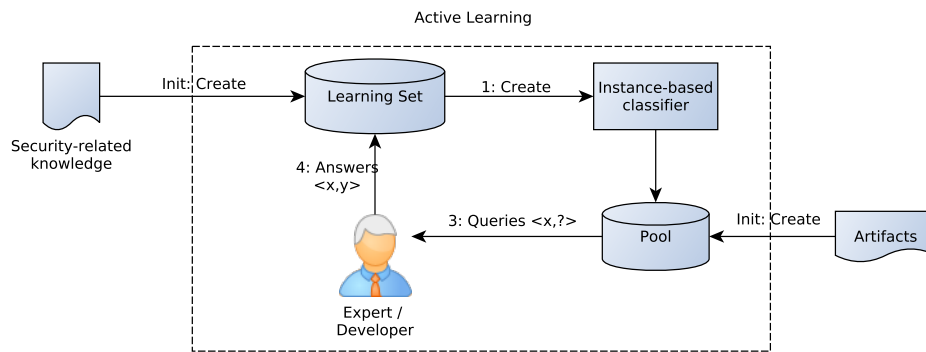 Active Learning
Init: Create
Learning Set
1: Create
Instance-based
classifier
Security-related
knowledge
4: Answers
<x,y>
3: Queries <x,?>
Pool
Init: Create
Artifacts
Expert /
Developer